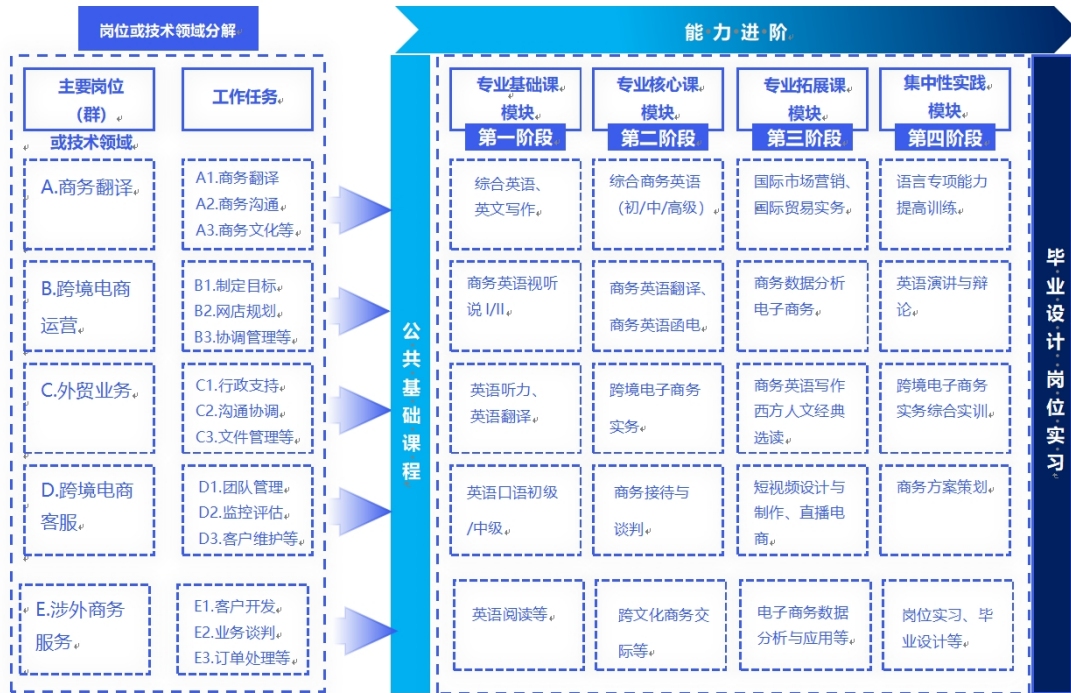 岗位或技术领域分解
能力进阶
主要岗位
（群）
或技术领域
工作任务
专业基础课
模块
第一阶段
专业核心课
模块
第二阶段
专业拓展课
模块
第三阶段
集中性实践
模块
第四阶段
公共基础课程
毕业设计岗位实习
A.商务翻译
A1.商务翻译
A2.商务沟通
A3.商务文化等
综合英语、
英文写作
综合商务英语
（初/中/高级）
国际市场营销、
国际贸易实务
语言专项能力
提高训练
B.跨境电商
运营
B1.制定目标
B2.网店规划
B3.协调管理等
商务英语视听
说 I/II
商务英语翻译、
商务英语函电
商务数据分析
电子商务
英语演讲与辩
论
C.外贸业务
C1.行政支持
C2.沟通协调
C3.文件管理等
英语听力、
英语翻译
跨境电子商务
实务
商务英语写作
西方人文经典
选读
跨境电子商务
实务综合实训
D.跨境电商
客服
D1.团队管理
D2.监控评估
D3.客户维护等
英语口语初级
/中级
商务接待与
谈判
短视频设计与
制作、直播电
商
商务方案策划
E.涉外商务
服务
E1.客户开发
E2.业务谈判
E3.订单处理等
英语阅读等
跨文化商务交
际等
电子商务数据
分析与应用等
岗位实习、毕
业设计等